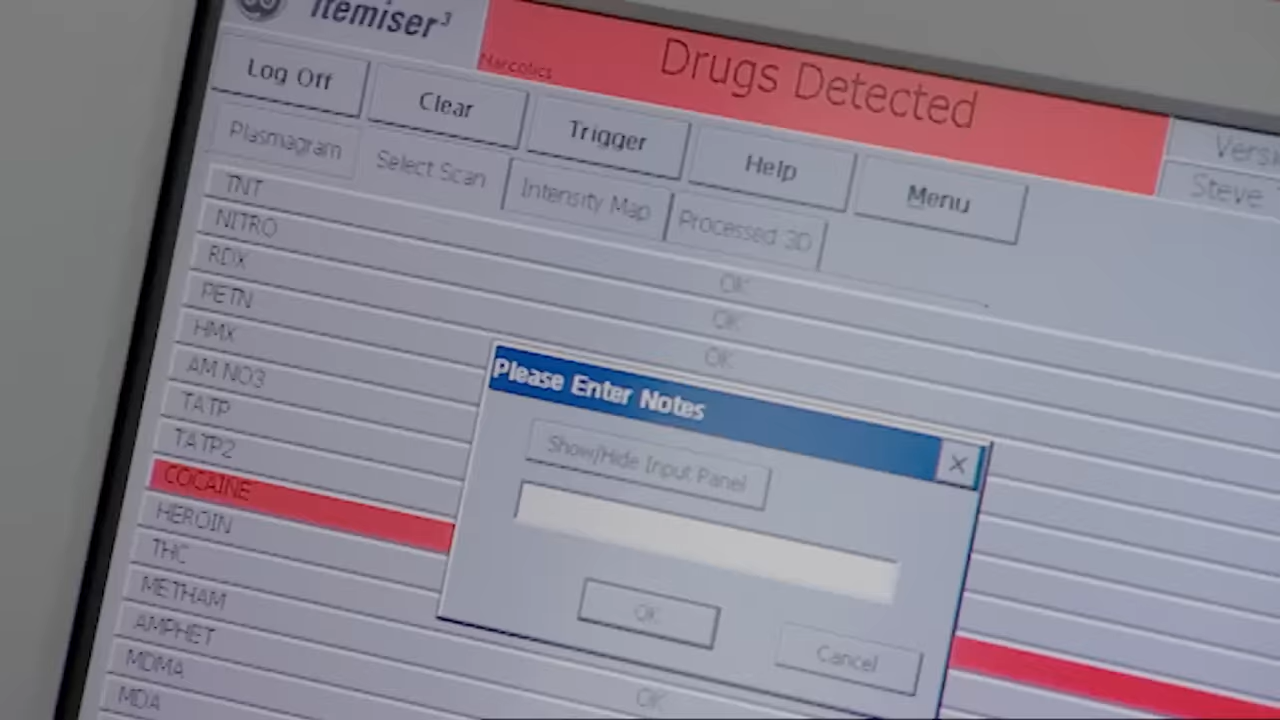 itemiser³
Narcotics
Drugs Detected
Log Off
Clear
Trigger
Help
Menu
Steve
Plasmagram
Select Scan
Intensity Map
Processed 3D
TNT
NITRO
OK
RDX
OK
PETN
OK
HMX
AM NO3
TATP
TATP2
COCAINE
HEROIN
THC
METHAM
AMPHET
MDMA
OK
MDA
Please Enter Notes
Show/Hide Input Panel
OK
Cancel